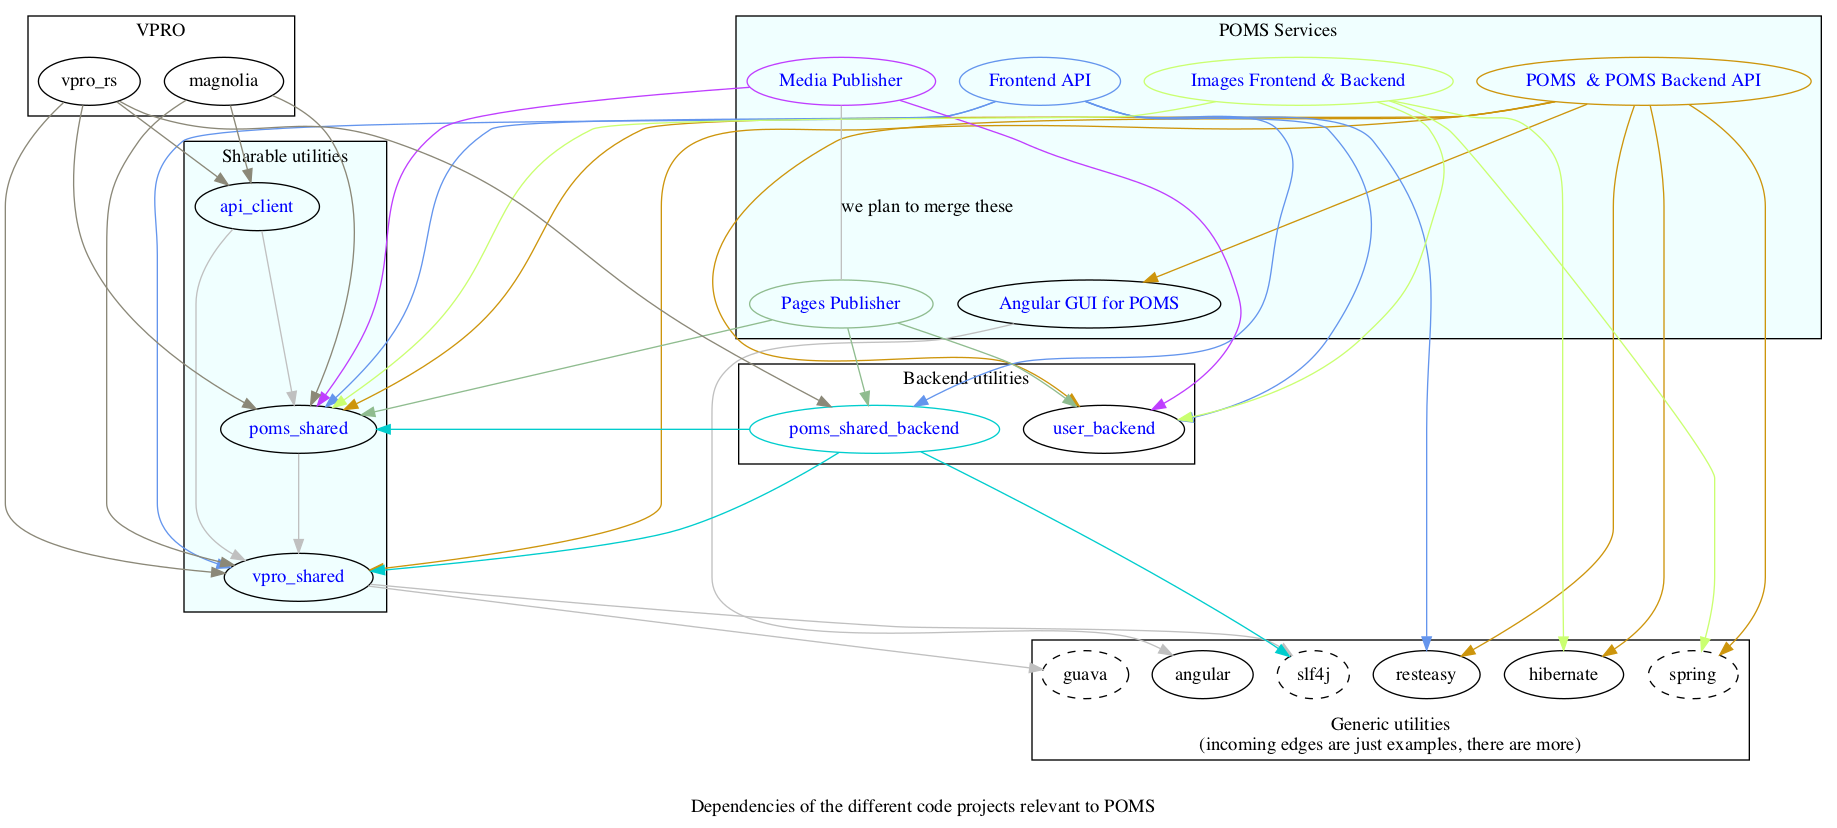 VPRO
POMS Services
vpro_rs
magnolia
Media Publisher
Frontend API
Images Frontend & Backend
POMS  & POMS Backend API
Sharable utilities
api_client
we plan to merge these
Pages Publisher
Angular GUI for POMS
Backend utilities
poms_shared
poms_shared_backend
user_backend
vpro_shared
guava
angular
slf4j
resteasy
hibernate
spring
Generic utilities
(incoming edges are just examples, there are more)
Dependencies of the different code projects relevant to POMS